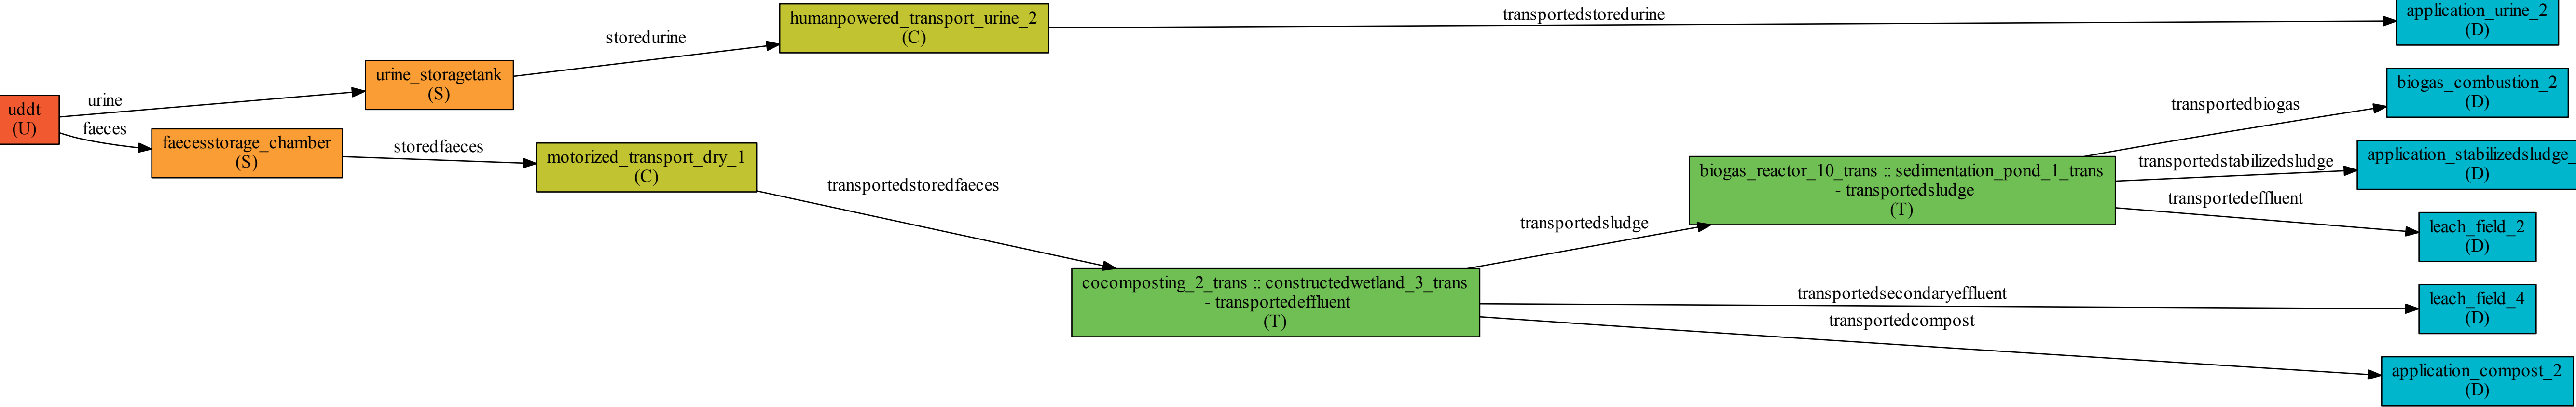 uddt
(U)
urine
faeces
urine_storagetank
(S)
faecesstorage_chamber
(S)
storedurine
storedfaeces
humanpowered_transport_urine_2
(C)
motorized_transport_dry_1
(C)
transportedstoredurine
transportedstoredfaeces
cocomposting_2_trans :: constructedwetland_3_trans
- transportedeffluent
(T)
transportedsludge
biogas_reactor_10_trans :: sedimentation_pond_1_trans
- transportedsludge
(T)
transportedbiogas
transportedstabilizedsludge
transportedeffluent
transportedsecondaryeffluent
transportedcompost
application_urine_2
(D)
biogas_combustion_2
(D)
application_stabilizedsludge_
(D)
leach_field_2
(D)
leach_field_4
(D)
application_compost_2
(D)